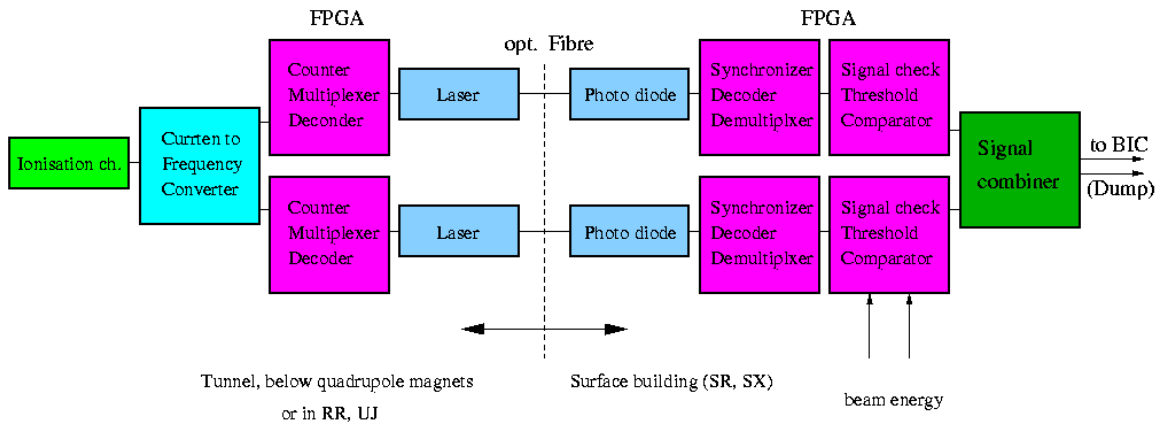 FPGA
FPGA
opt. Fibre
Counter
Multiplexer
Deconder
Laser
Photo diode
Synchronizer
Decoder
Demultiplxer
Signal check
Threshold
Comparator
Ionisation ch.
Currten to
Frequency
Converter
Signal
combiner
to BIC
(Dump)
Counter
Multiplexer
Decoder
Laser
Photo diode
Synchronizer
Decoder
Demultiplxer
Signal check
Threshold
Comparator
Tunnel, below quadrupole magnets
or in RR, UJ
Surface building (SR, SX)
beam energy